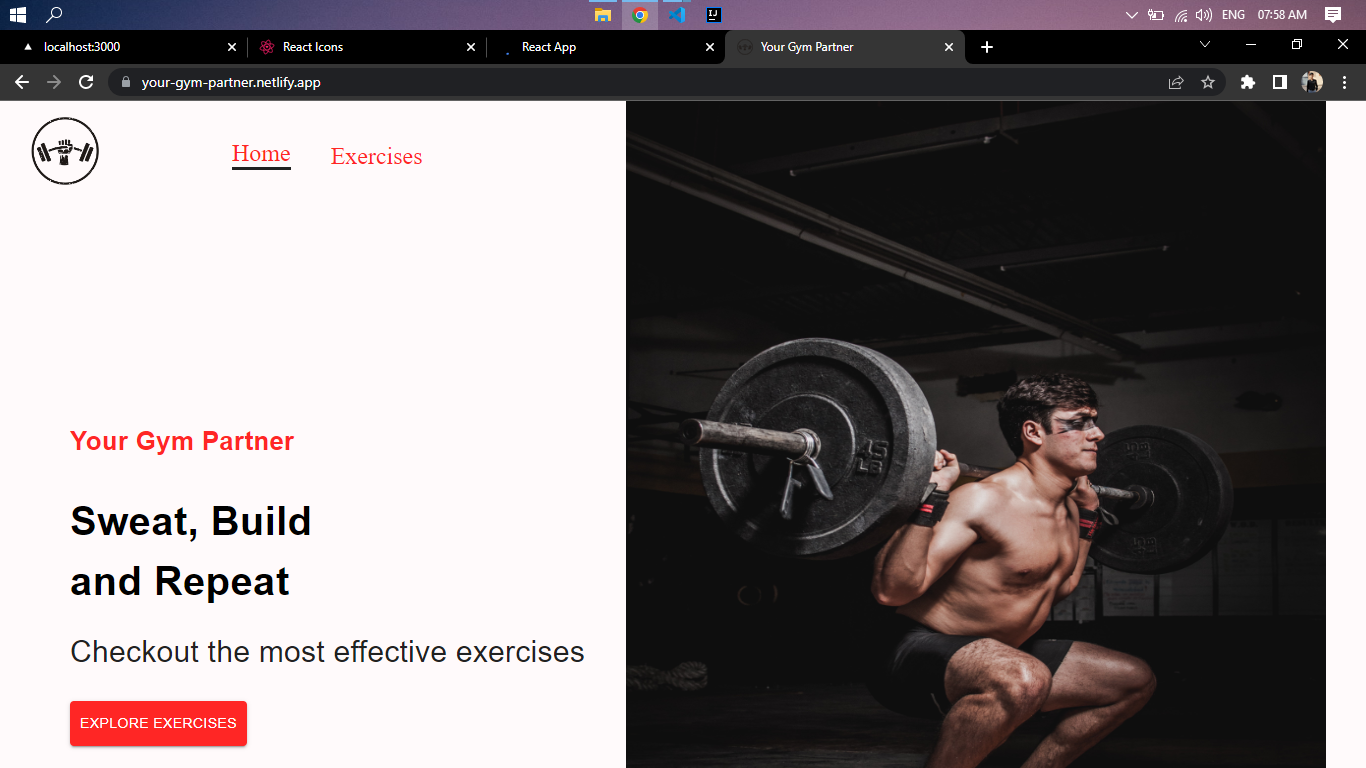 ENG 07:58 AM
localhost:3000 React Icons React App Your Gym Partner
your-gym-partner.netlify.app
Home Exercises
Your Gym Partner
Sweat, Build
and Repeat
Checkout the most effective exercises
EXPLORE EXERCISES
IJ
45
LB